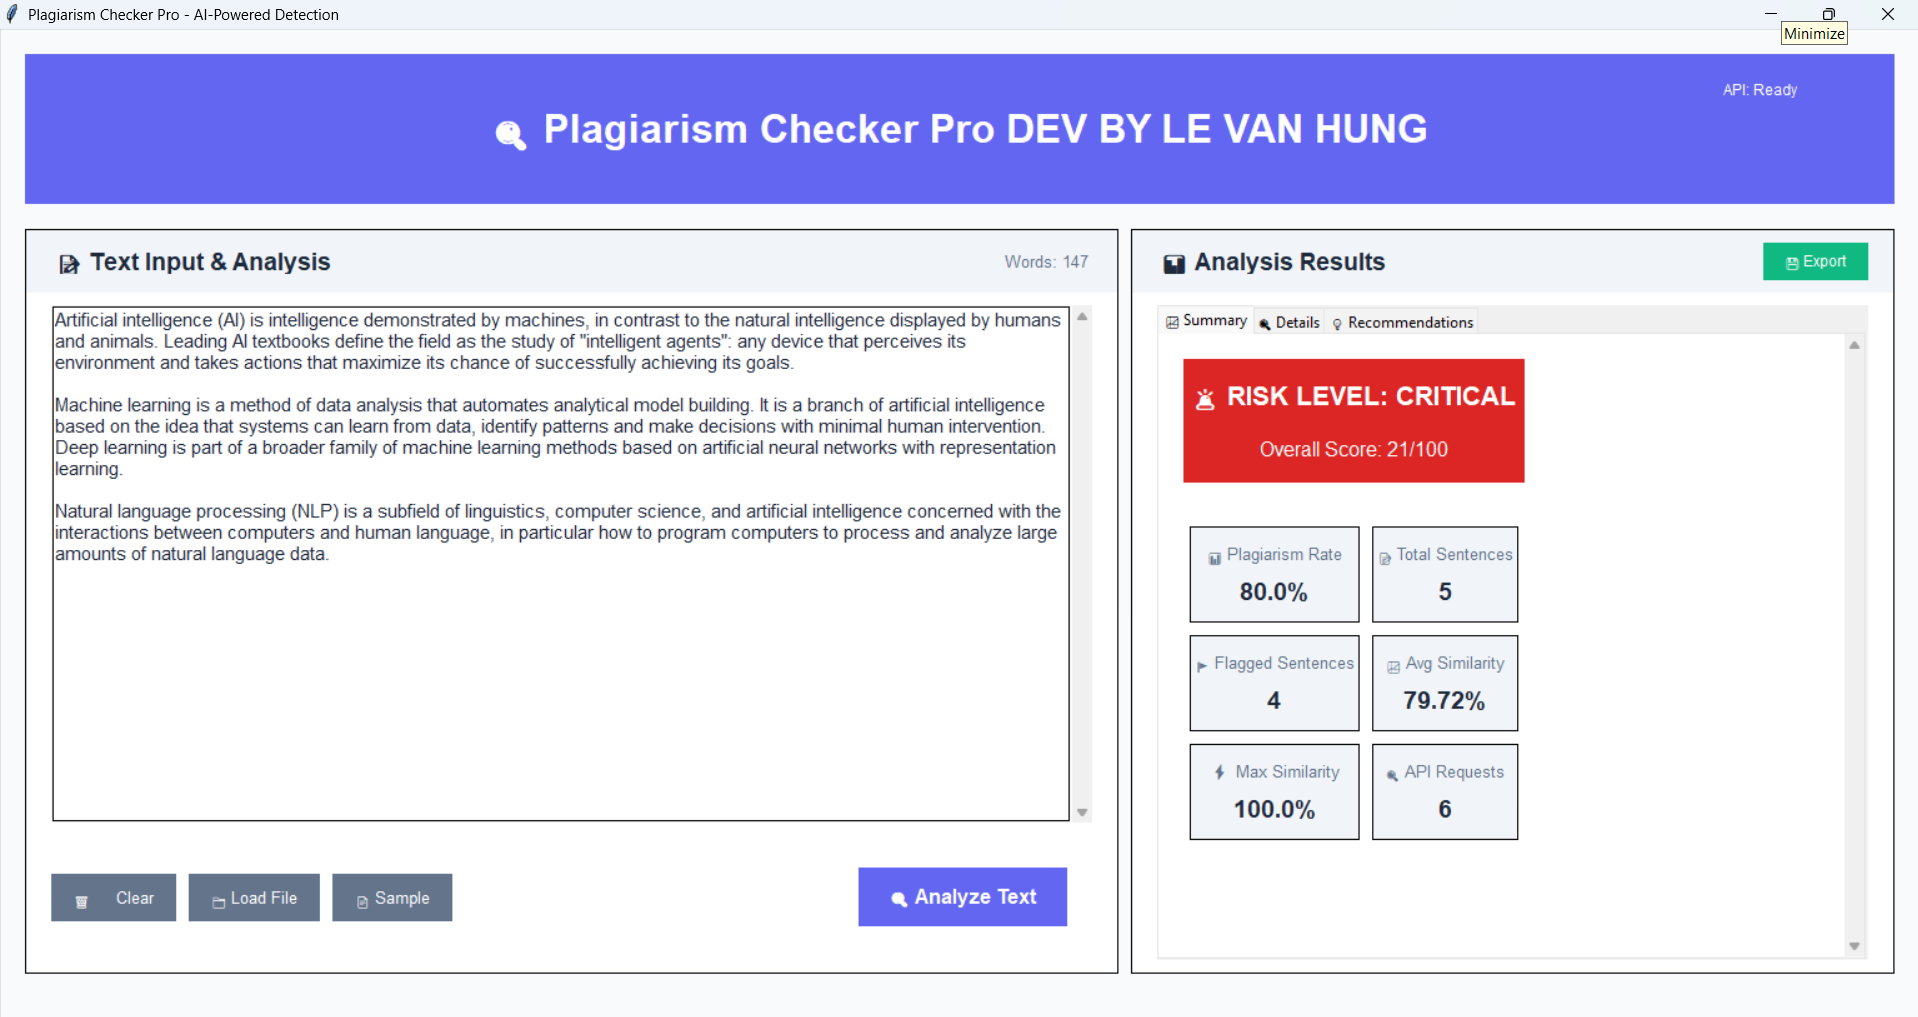 Plagiarism Checker Pro - AI-Powered Detection
Minimize
API: Ready
Plagiarism Checker Pro DEV BY LE VAN HUNG
Text Input & Analysis
Words: 147
Artificial intelligence (AI) is intelligence demonstrated by machines, in contrast to the natural intelligence displayed by humans
and animals. Leading AI textbooks define the field as the study of "intelligent agents": any device that perceives its
environment and takes actions that maximize its chance of successfully achieving its goals.
Machine learning is a method of data analysis that automates analytical model building. It is a branch of artificial intelligence
based on the idea that systems can learn from data, identify patterns and make decisions with minimal human intervention.
Deep learning is part of a broader family of machine learning methods based on artificial neural networks with representation
learning.
Natural language processing (NLP) is a subfield of linguistics, computer science, and artificial intelligence concerned with the
interactions between computers and human language, in particular how to program computers to process and analyze large
amounts of natural language data.
Clear
Load File
Sample
Analyze Text
Analysis Results
Export
Summary
Details
Recommendations
RISK LEVEL: CRITICAL
Overall Score: 21/100
Plagiarism Rate
80.0%
Total Sentences
5
Flagged Sentences
4
Avg Similarity
79.72%
Max Similarity
100.0%
API Requests
6